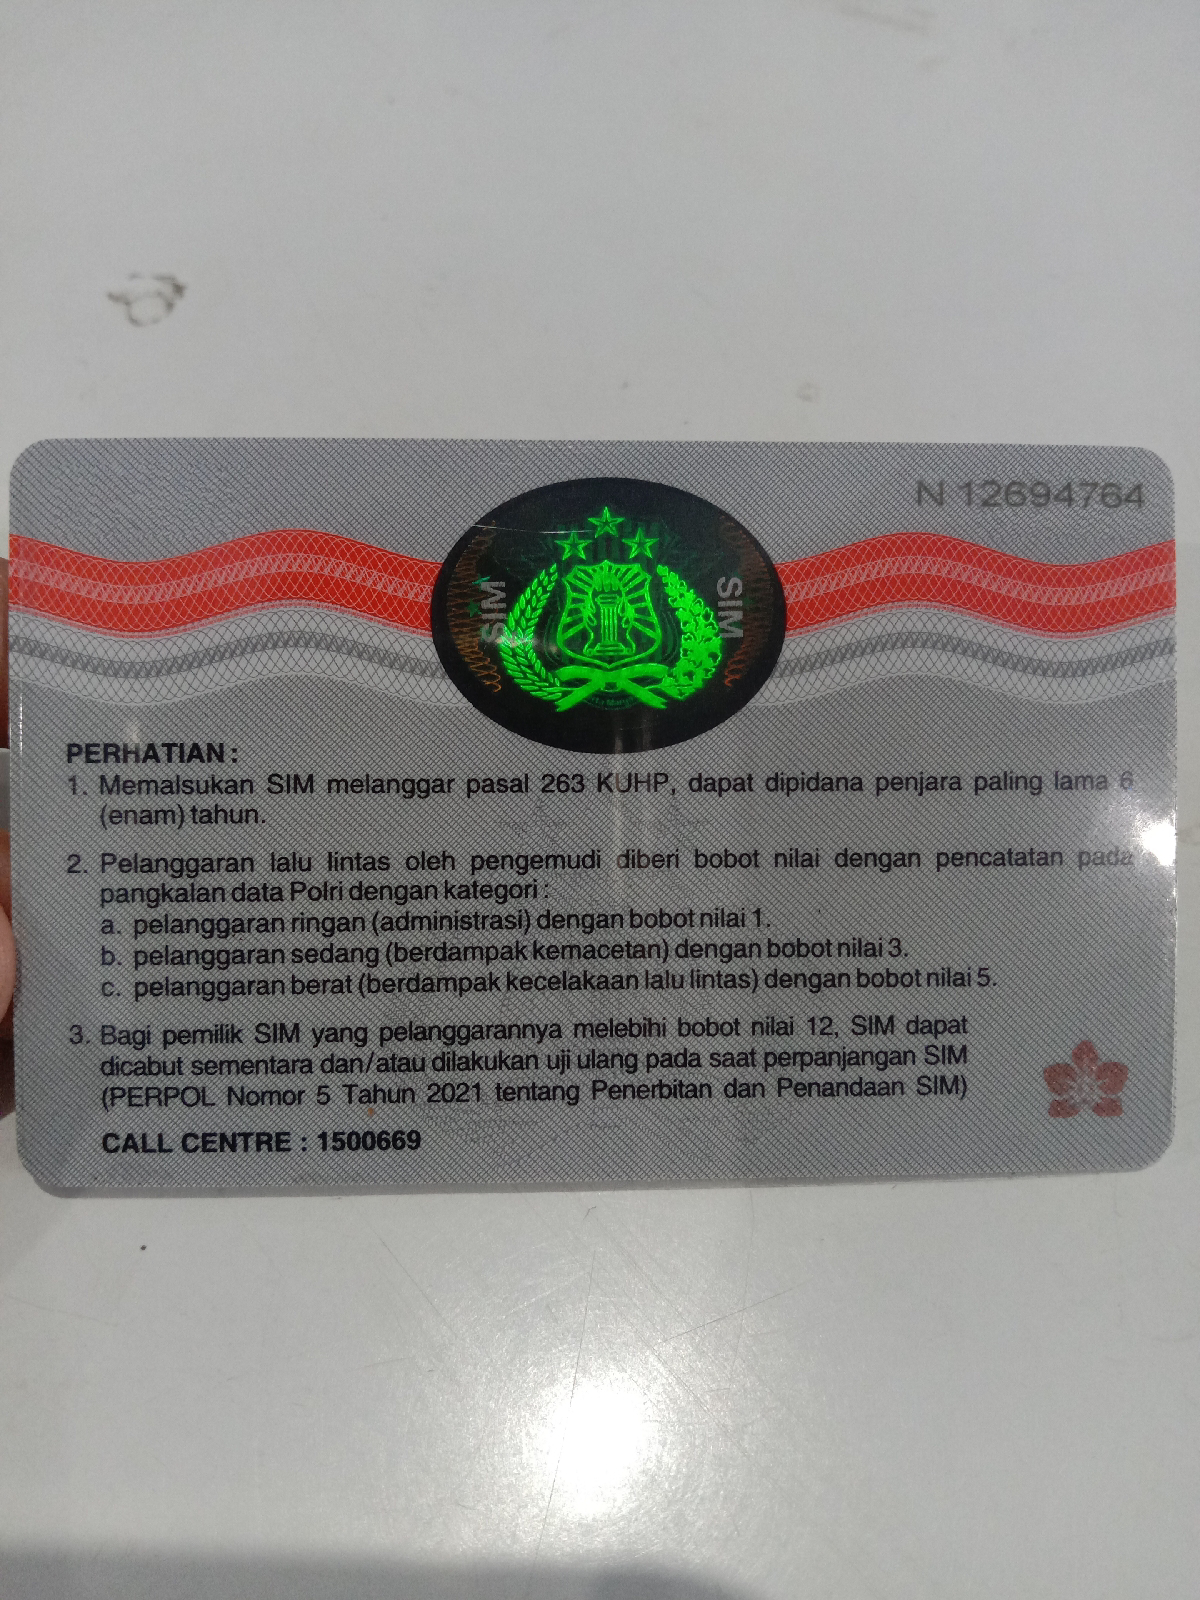 N 12694764
SIM
SIM
PERHATIAN :
1. Memalsukan SIM melanggar pasal 263 KUHP, dapat dipidana penjara paling lama 6
(enam) tahun.
2. Pelanggaran lalu lintas oleh pengemudi diberi bobot nilai dengan pencatatan pada
pangkalan data Polri dengan kategori :
a. pelanggaran ringan (administrasi) dengan bobot nilai 1.
b. pelanggaran sedang (berdampak kemacetan) dengan bobot nilai 3.
c. pelanggaran berat (berdampak kecelakaan lalu lintas) dengan bobot nilai 5.
3. Bagi pemilik SIM yang pelanggarannya melebihi bobot nilai 12, SIM dapat
dicabut sementara dan/atau dilakukan uji ulang pada saat perpanjangan SIM
(PERPOL Nomor 5 Tahun 2021 tentang Penerbitan dan Penandaan SIM)
CALL CENTRE : 1500669